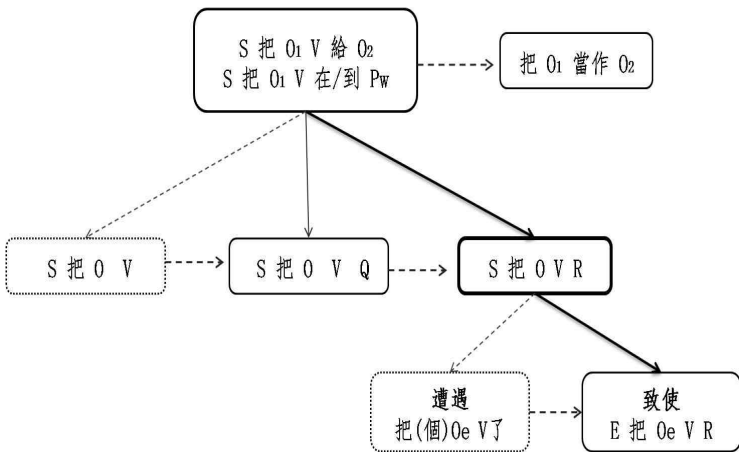 S 把 O₁ V 給 O₂
S 把 O₁ V 在/到 Pw
把 O₁ 當作 O₂
S 把 O V
S 把 O V Q
S 把 O V R
遭遇
把(個)Oe V了
致使
E 把 Oe V R